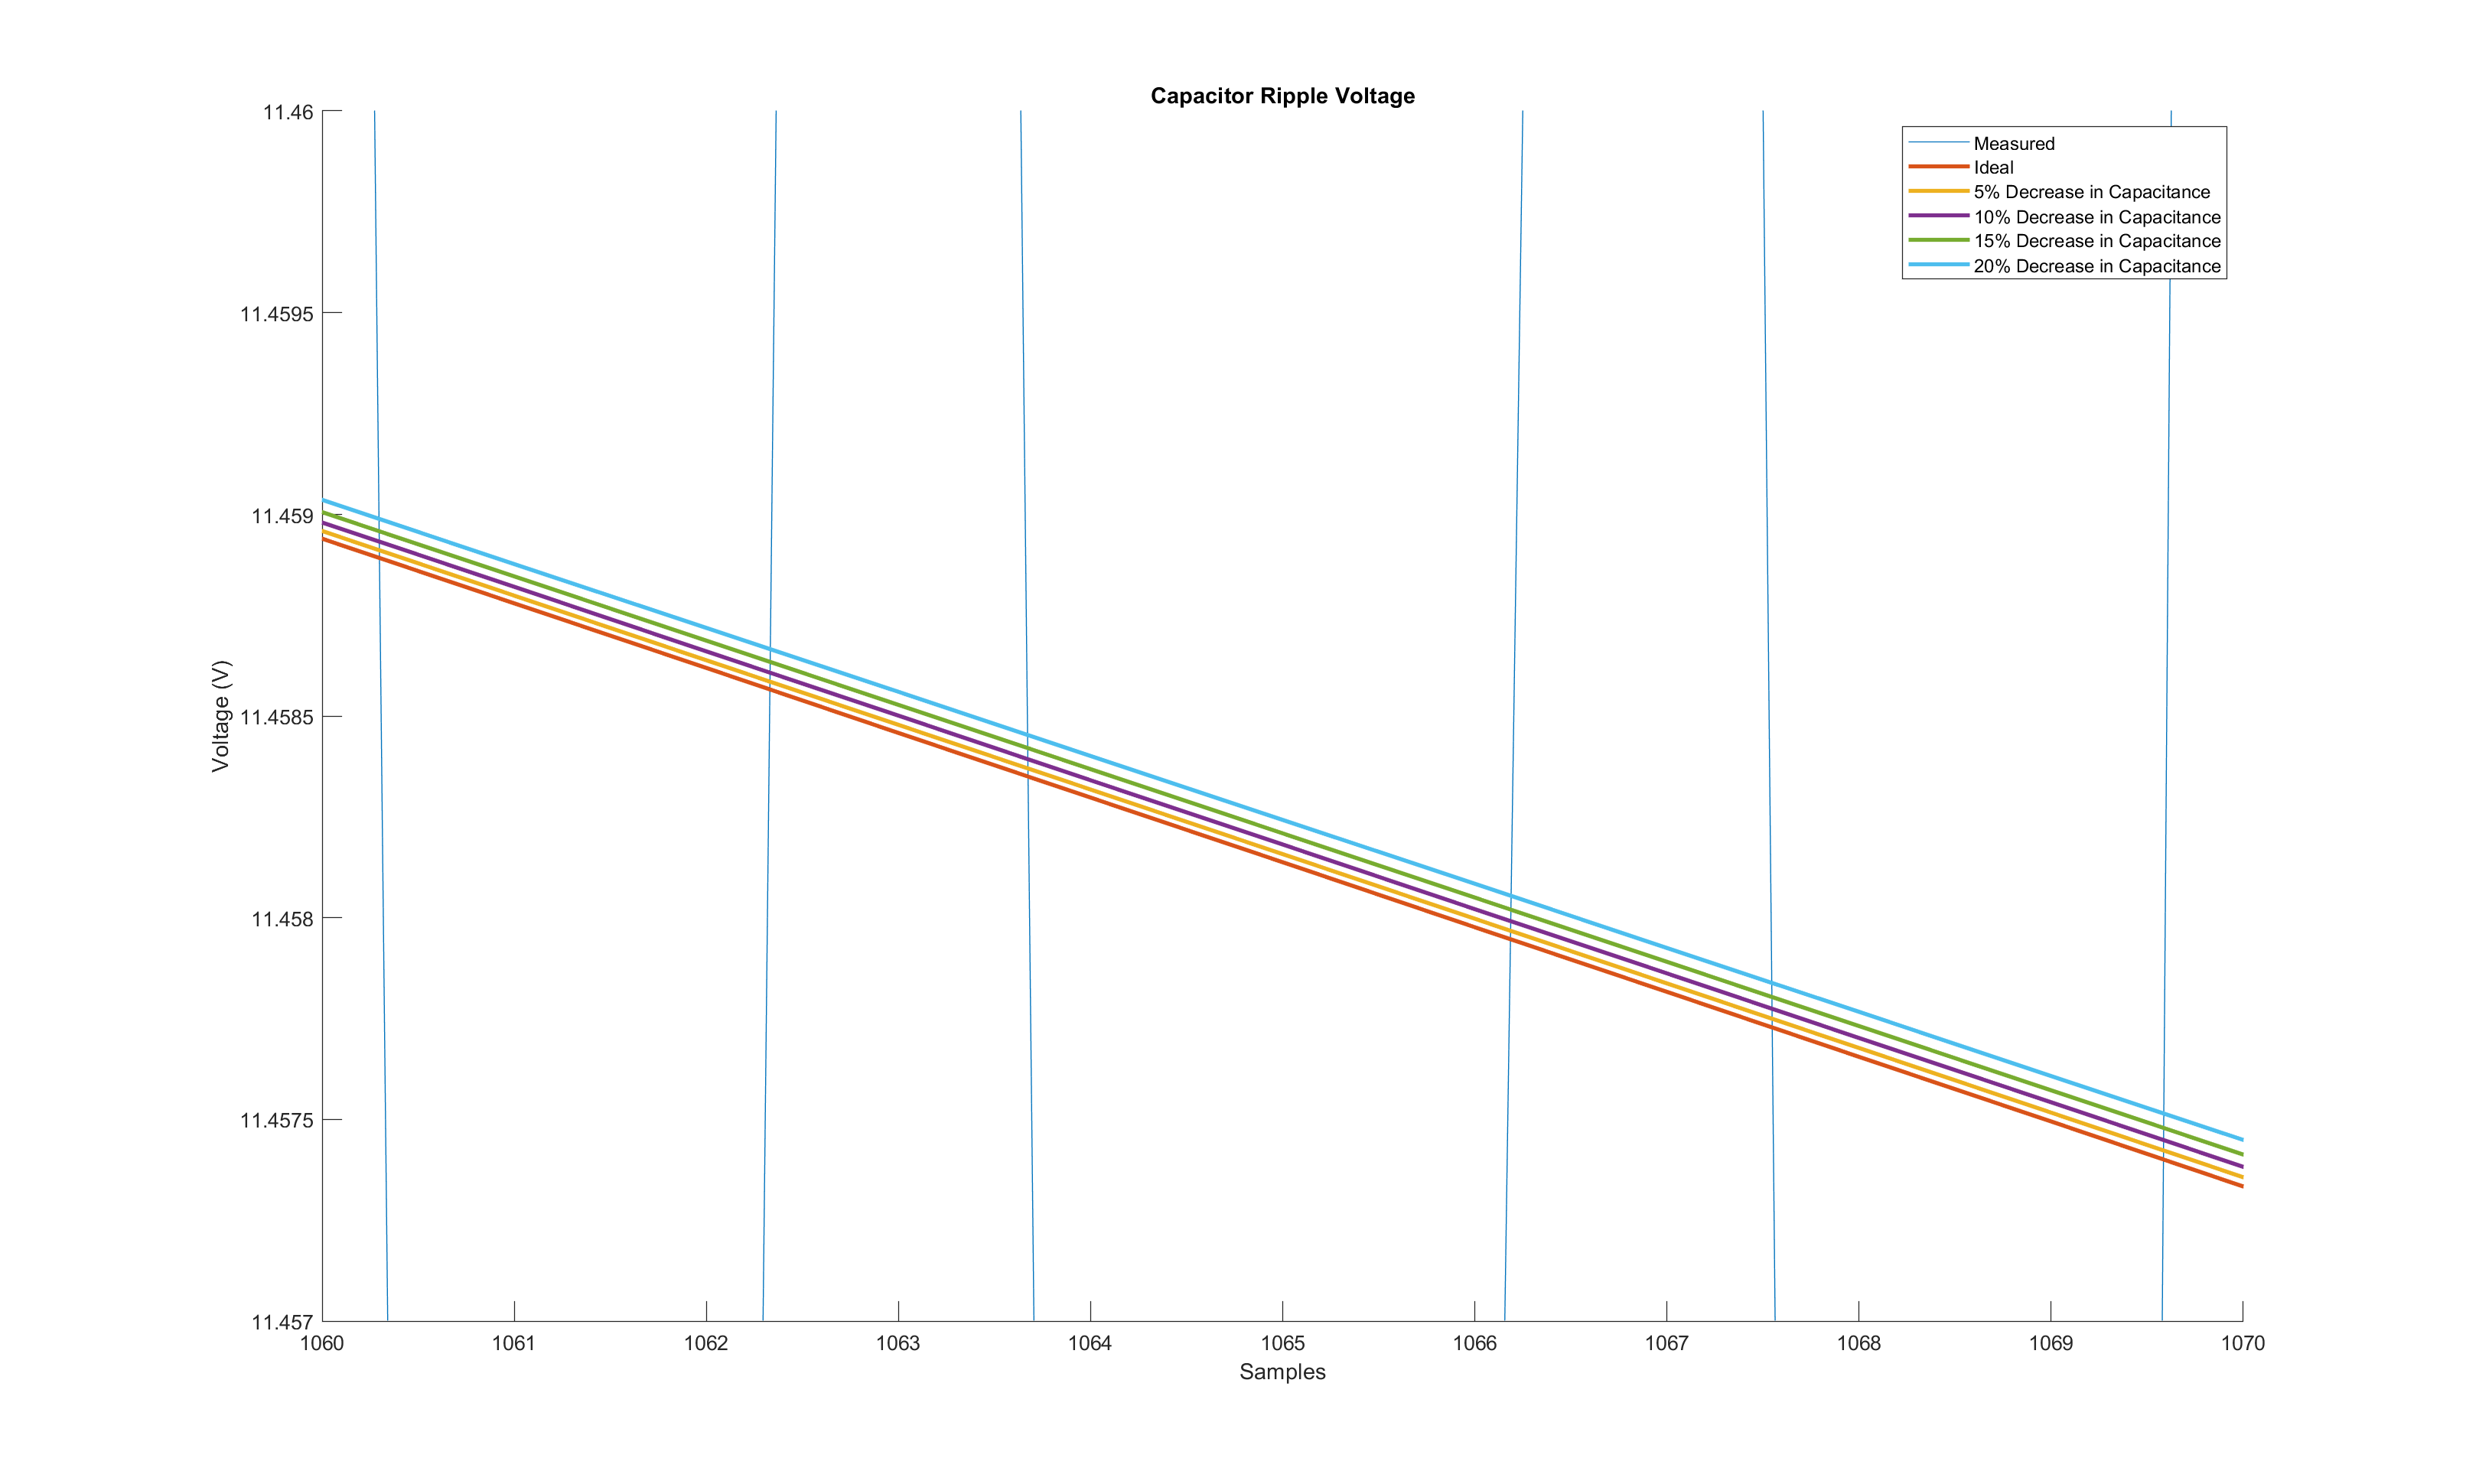 Capacitor Ripple Voltage
Measured
Ideal
5% Decrease in Capacitance
10% Decrease in Capacitance
15% Decrease in Capacitance
20% Decrease in Capacitance
11.46
11.4595
11.459
11.4585
11.458
11.4575
11.457
Voltage (V)
1060 1061 1062 1063 1064 1065 1066 1067 1068 1069 1070
Samples